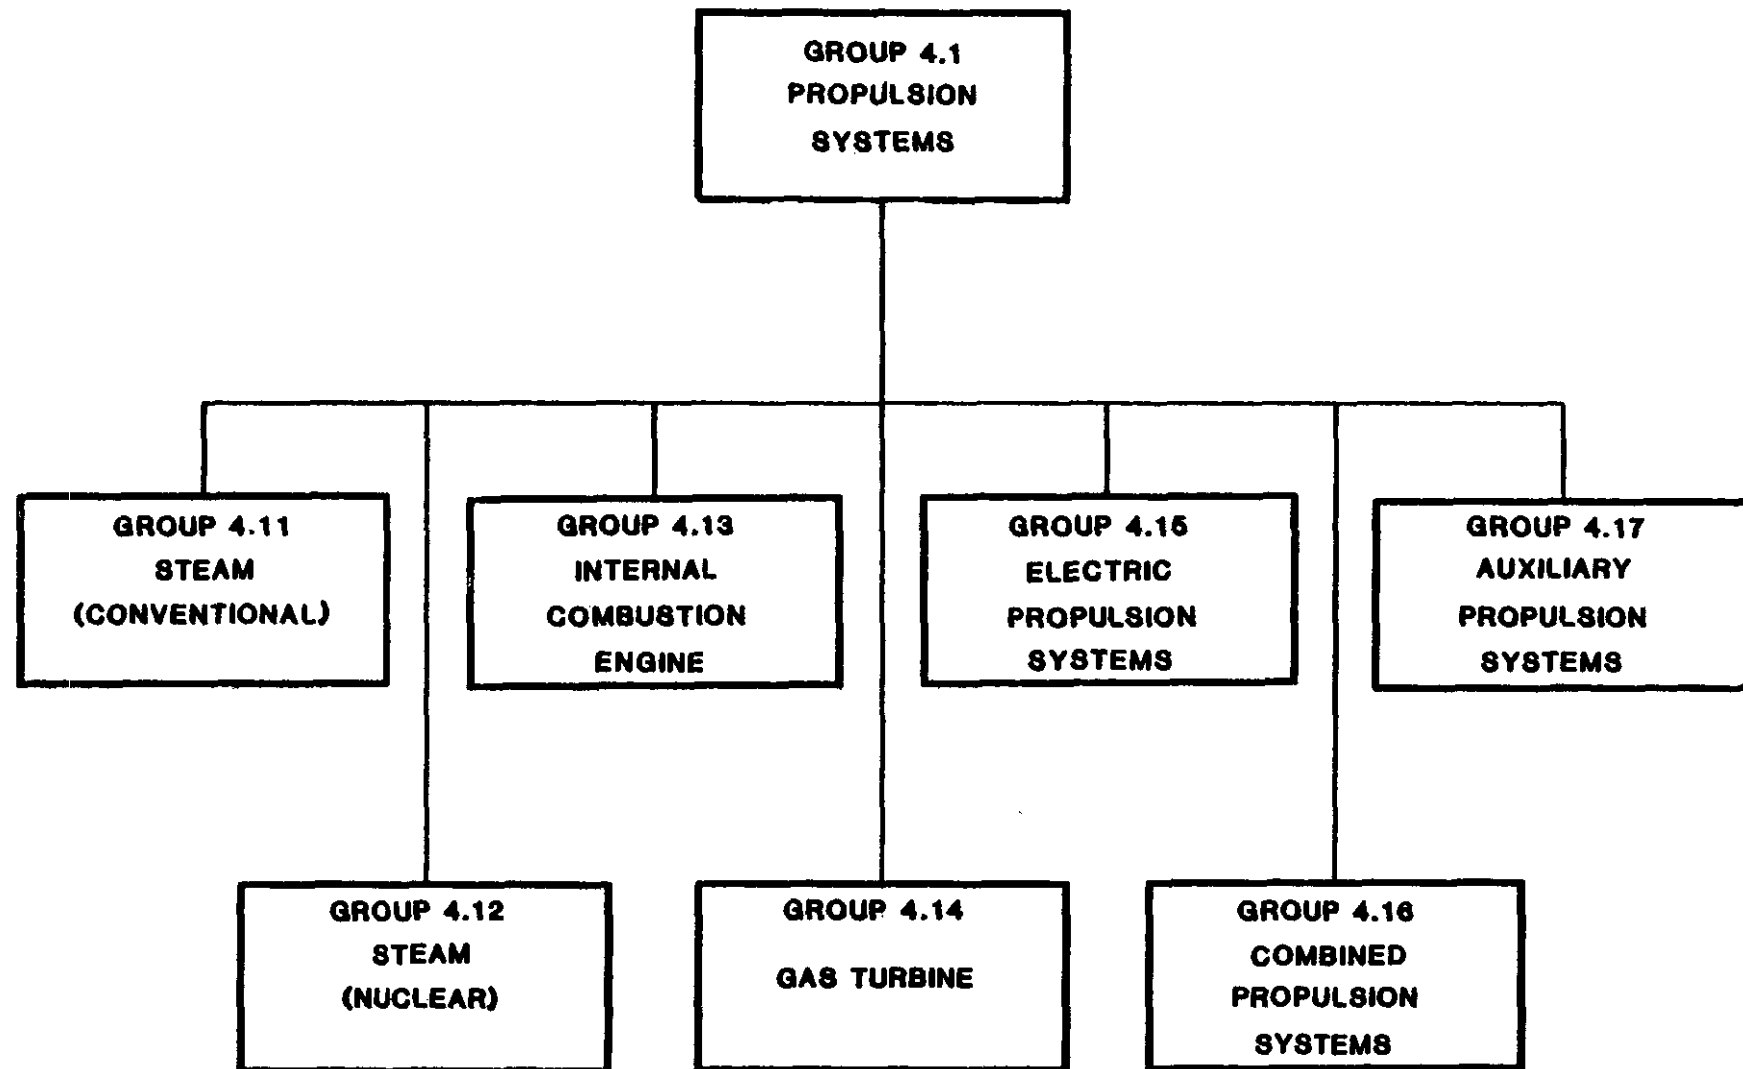 GROUP 4.1
PROPULSION
SYSTEMS
GROUP 4.11
STEAM
(CONVENTIONAL)
GROUP 4.13
INTERNAL
COMBUSTION
ENGINE
GROUP 4.15
ELECTRIC
PROPULSION
SYSTEMS
GROUP 4.17
AUXILIARY
PROPULSION
SYSTEMS
GROUP 4.12
STEAM
(NUCLEAR)
GROUP 4.14
GAS TURBINE
GROUP 4.16
COMBINED
PROPULSION
SYSTEMS